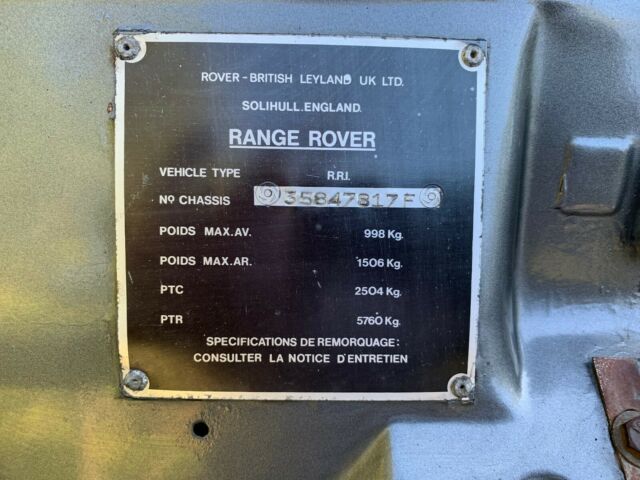 ROVER-BRITISH LEYLAND UK LTD.
SOLIHULL.ENGLAND.
RANGE ROVER
VEHICLE TYPE R.R.I.
Nº CHASSIS 35847817F
POIDS MAX.AV. 998 Kg.
POIDS MAX.AR. 1506 Kg.
PTC 2504 Kg.
PTR 5760 Kg.
SPECIFICATIONS DE REMORQUAGE:
CONSULTER LA NOTICE D'ENTRETIEN